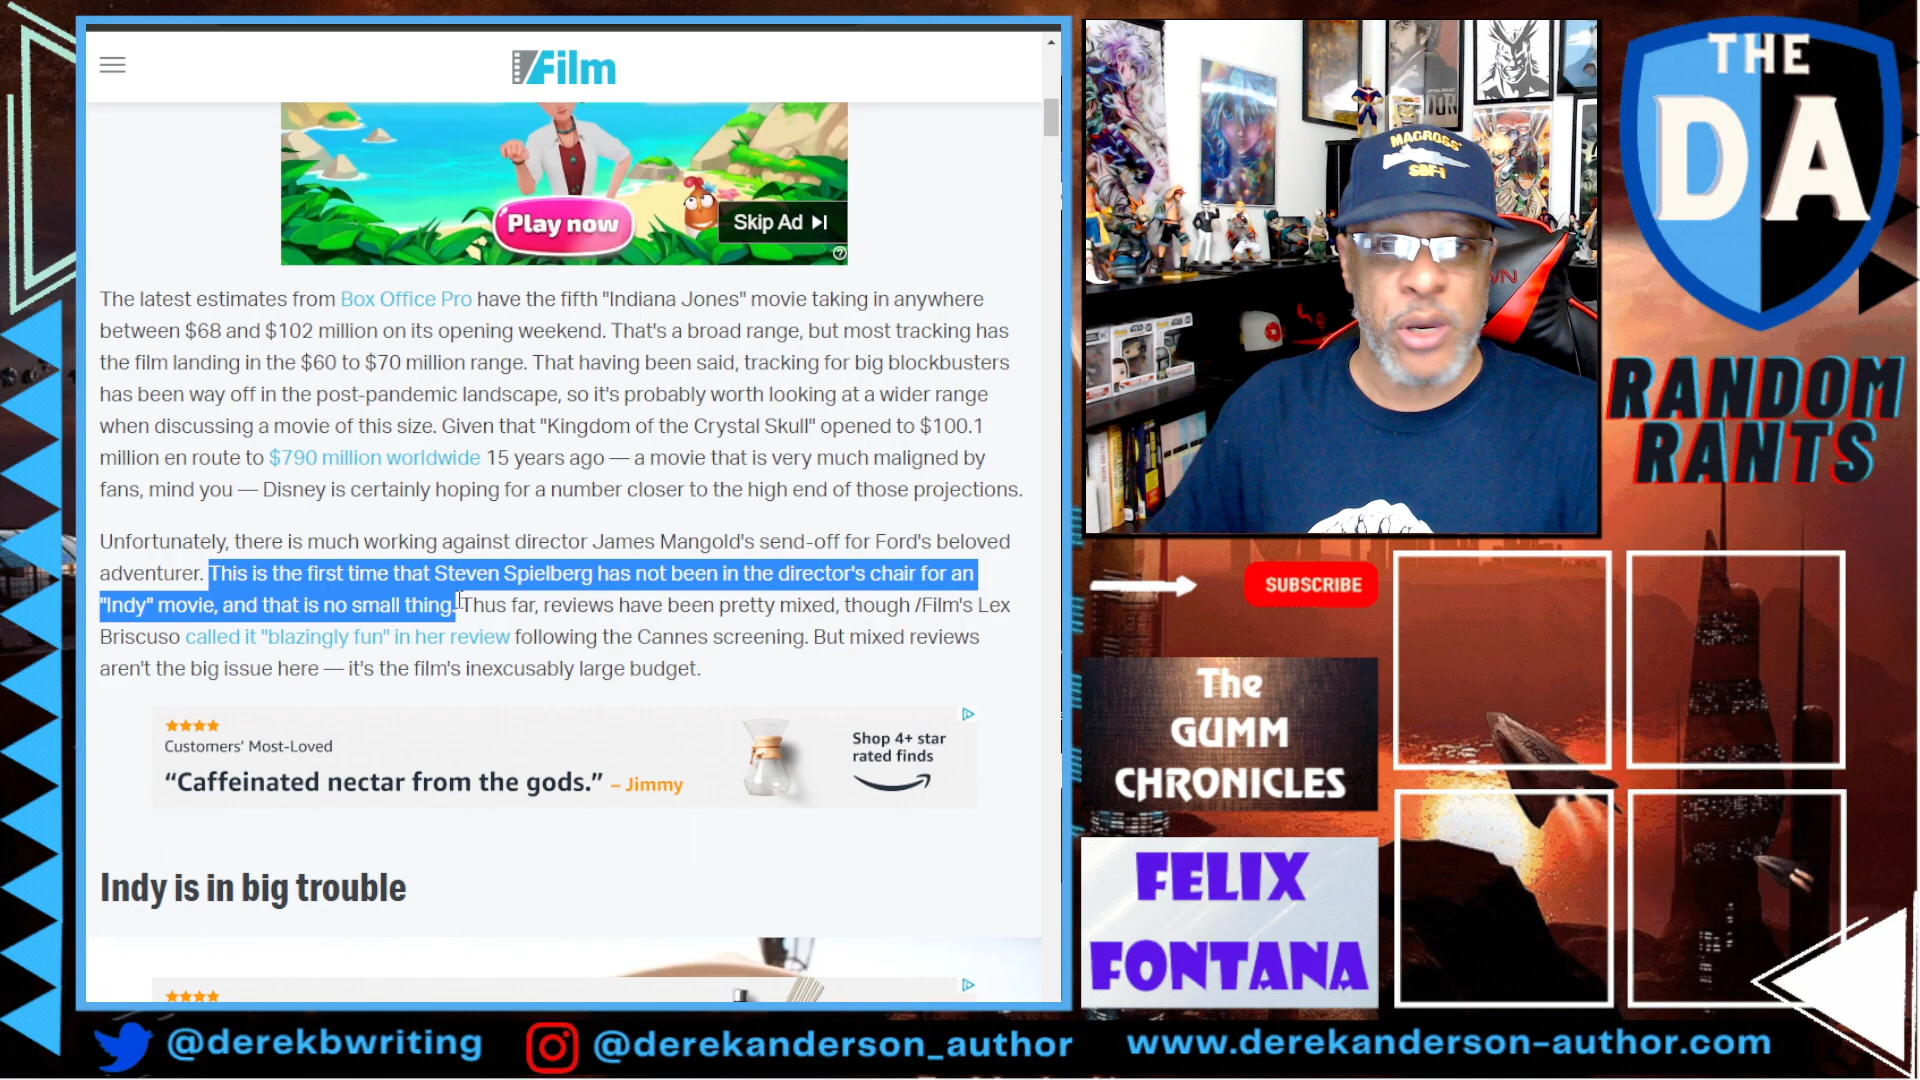 /Film
Play now
Skip Ad
The latest estimates from Box Office Pro have the fifth "Indiana Jones" movie taking in anywhere
between $68 and $102 million on its opening weekend. That's a broad range, but most tracking has
the film landing in the $60 to $70 million range. That having been said, tracking for big blockbusters
has been way off in the post-pandemic landscape, so it's probably worth looking at a wider range
when discussing a movie of this size. Given that "Kingdom of the Crystal Skull" opened to $100.1
million en route to $790 million worldwide 15 years ago — a movie that is very much maligned by
fans, mind you — Disney is certainly hoping for a number closer to the high end of those projections.
Unfortunately, there is much working against director James Mangold's send-off for Ford's beloved
adventurer. This is the first time that Steven Spielberg has not been in the director's chair for an
"Indy" movie, and that is no small thing. Thus far, reviews have been pretty mixed, though /Film's Lex
Briscuso called it "blazingly fun" in her review following the Cannes screening. But mixed reviews
aren't the big issue here — it's the film's inexcusably large budget.
Customers' Most-Loved
“Caffeinated nectar from the gods.” – Jimmy
Shop 4+ star
rated finds
Indy is in big trouble
MACROSS
SDF-1
THE
DA
RANDOM
RANTS
SUBSCRIBE
The
GUMM
CHRONICLES
FELIX
FONTANA
@derekbwriting
@derekanderson_author
www.derekanderson-author.com